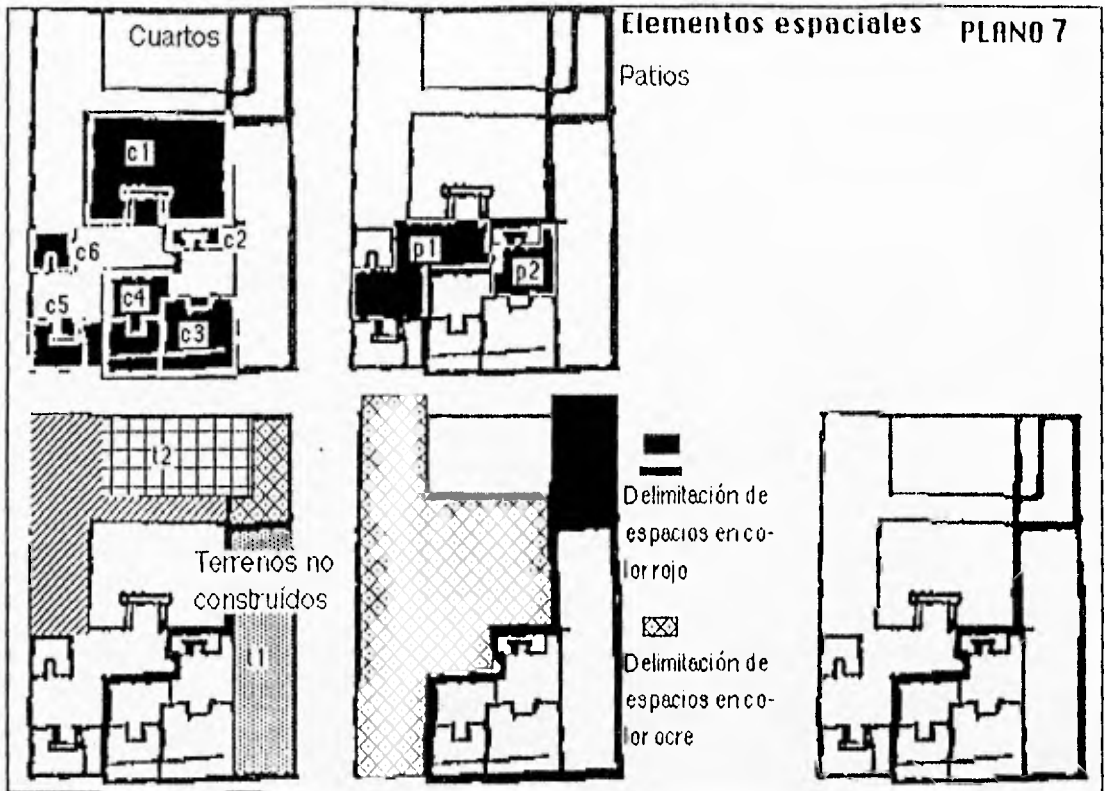 Cuartos
Elementos espaciales
PLANO 7
Patios
c1
c2
c6
c5
c4
c3
p1
p2
t2
Terrenos no
construídos
t1
Delimitación de
espacios en co-
lor rojo
Delimitación de
espacios en co-
lor ocre